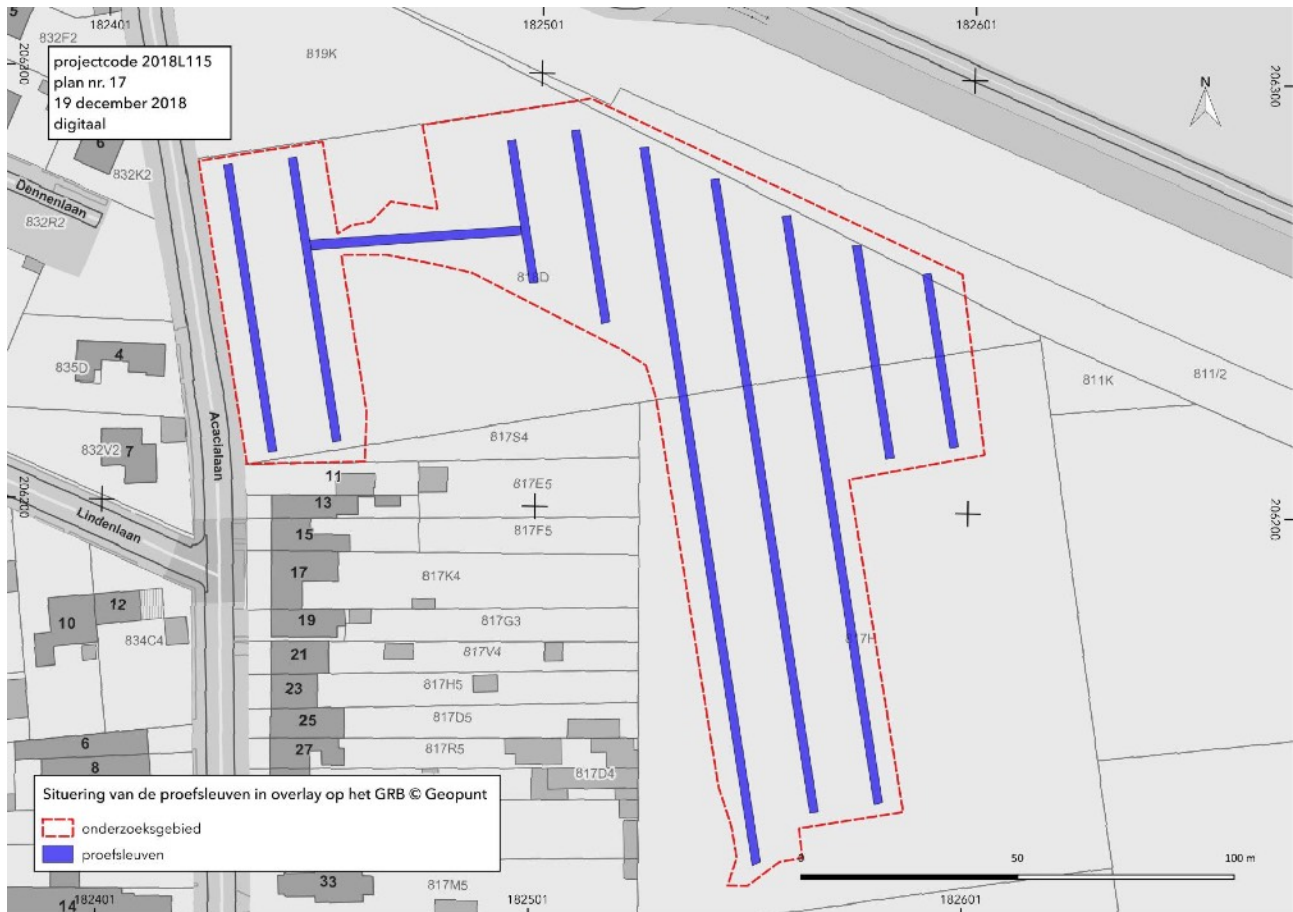 182401
182501
182601
5
832F2
819K
206300
206300
projectcode 2018L115
plan nr. 17
19 december 2018
digitaal
N
6
832K2
Dennenlaan
832R2
4
835D
811K
811/2
Acacialaan
817S4
832V2
7
11
817E5
13
206200
206200
Lindenlaan
15
817F5
17
817K4
12
10
834C4
19
817G3
817H
21
817V4
23
817H5
25
817D5
6
27
817R5
8
817D4
Situering van de proefsleuven in overlay op het GRB © Geopunt
onderzoeksgebied
proefsleuven
0
50
100 m
33
817M5
14
182401
182501
182601